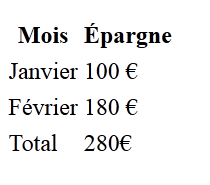 Mois Épargne
Janvier 100 €
Février 180 €
Total 280€